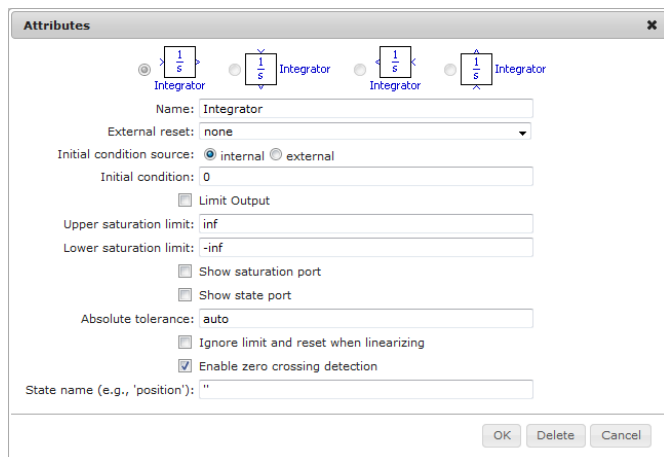 Attributes
1 s Integrator
1 s Integrator
1 s Integrator
1 s Integrator
Name: Integrator
External reset: none
Initial condition source: internal external
Initial condition: 0
Limit Output
Upper saturation limit: inf
Lower saturation limit: -inf
Show saturation port
Show state port
Absolute tolerance: auto
Ignore limit and reset when linearizing
Enable zero crossing detection
State name (e.g., 'position'): ''
OK Delete Cancel